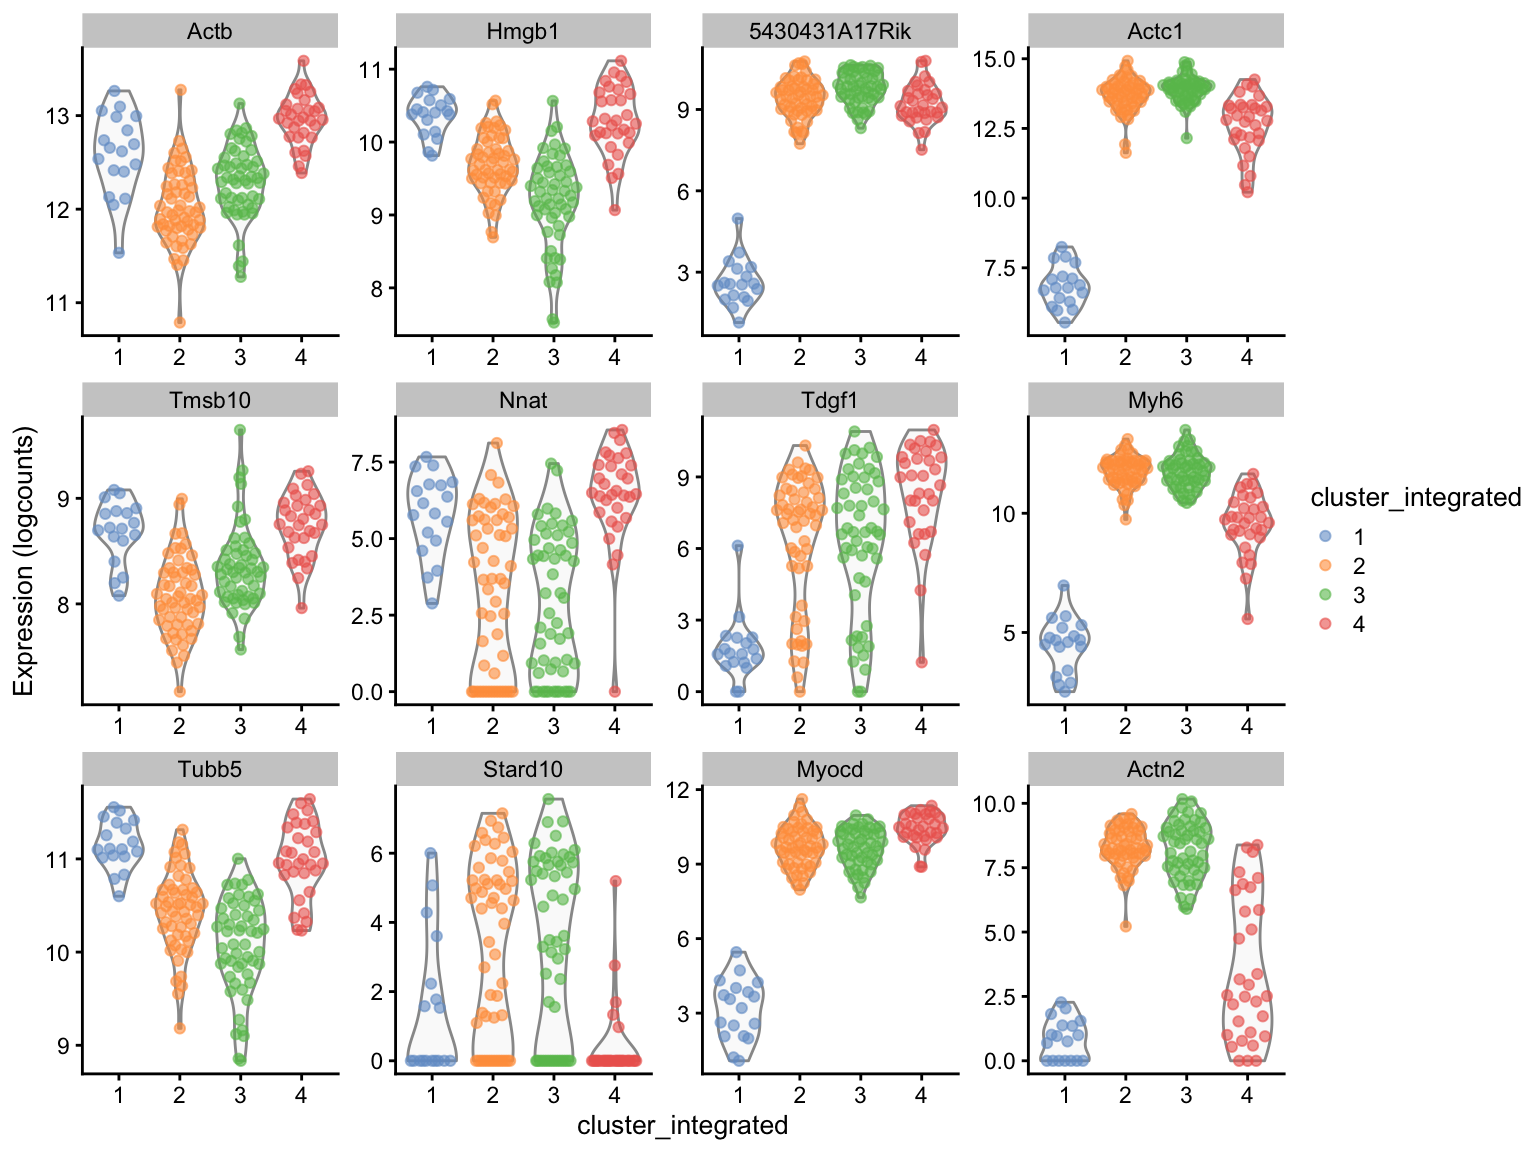 Actb
Hmgb1
5430431A17Rik
Actc1
13
12
11
1 2 3 4
11
10
9
8
1 2 3 4
9
6
3
1 2 3 4
15.0
12.5
10.0
7.5
1 2 3 4
Tmsb10
Nnat
Tdgf1
Myh6
9
8
1 2 3 4
7.5
5.0
2.5
0.0
1 2 3 4
9
6
3
0
1 2 3 4
10
5
1 2 3 4
Tubb5
Stard10
Myocd
Actn2
11
10
9
1 2 3 4
6
4
2
0
1 2 3 4
12
9
6
3
1 2 3 4
10.0
7.5
5.0
2.5
0.0
1 2 3 4
Expression (logcounts)
cluster_integrated
cluster_integrated
1
2
3
4